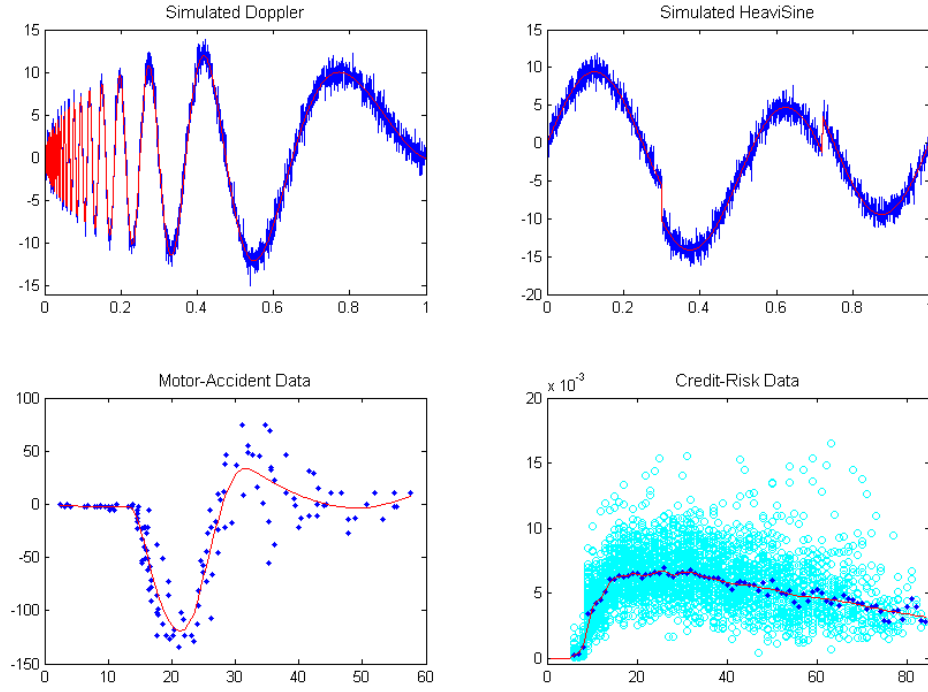 Simulated Doppler
15
10
5
0
-5
-10
-15
0 0.2 0.4 0.6 0.8 1
Simulated HeaviSine
15
10
5
0
-5
-10
-15
-20
0 0.2 0.4 0.6 0.8 1
Motor-Accident Data
100
50
0
-50
-100
-150
0 10 20 30 40 50 60
Credit-Risk Data
x 10-3
20
15
10
5
0
0 20 40 60 80